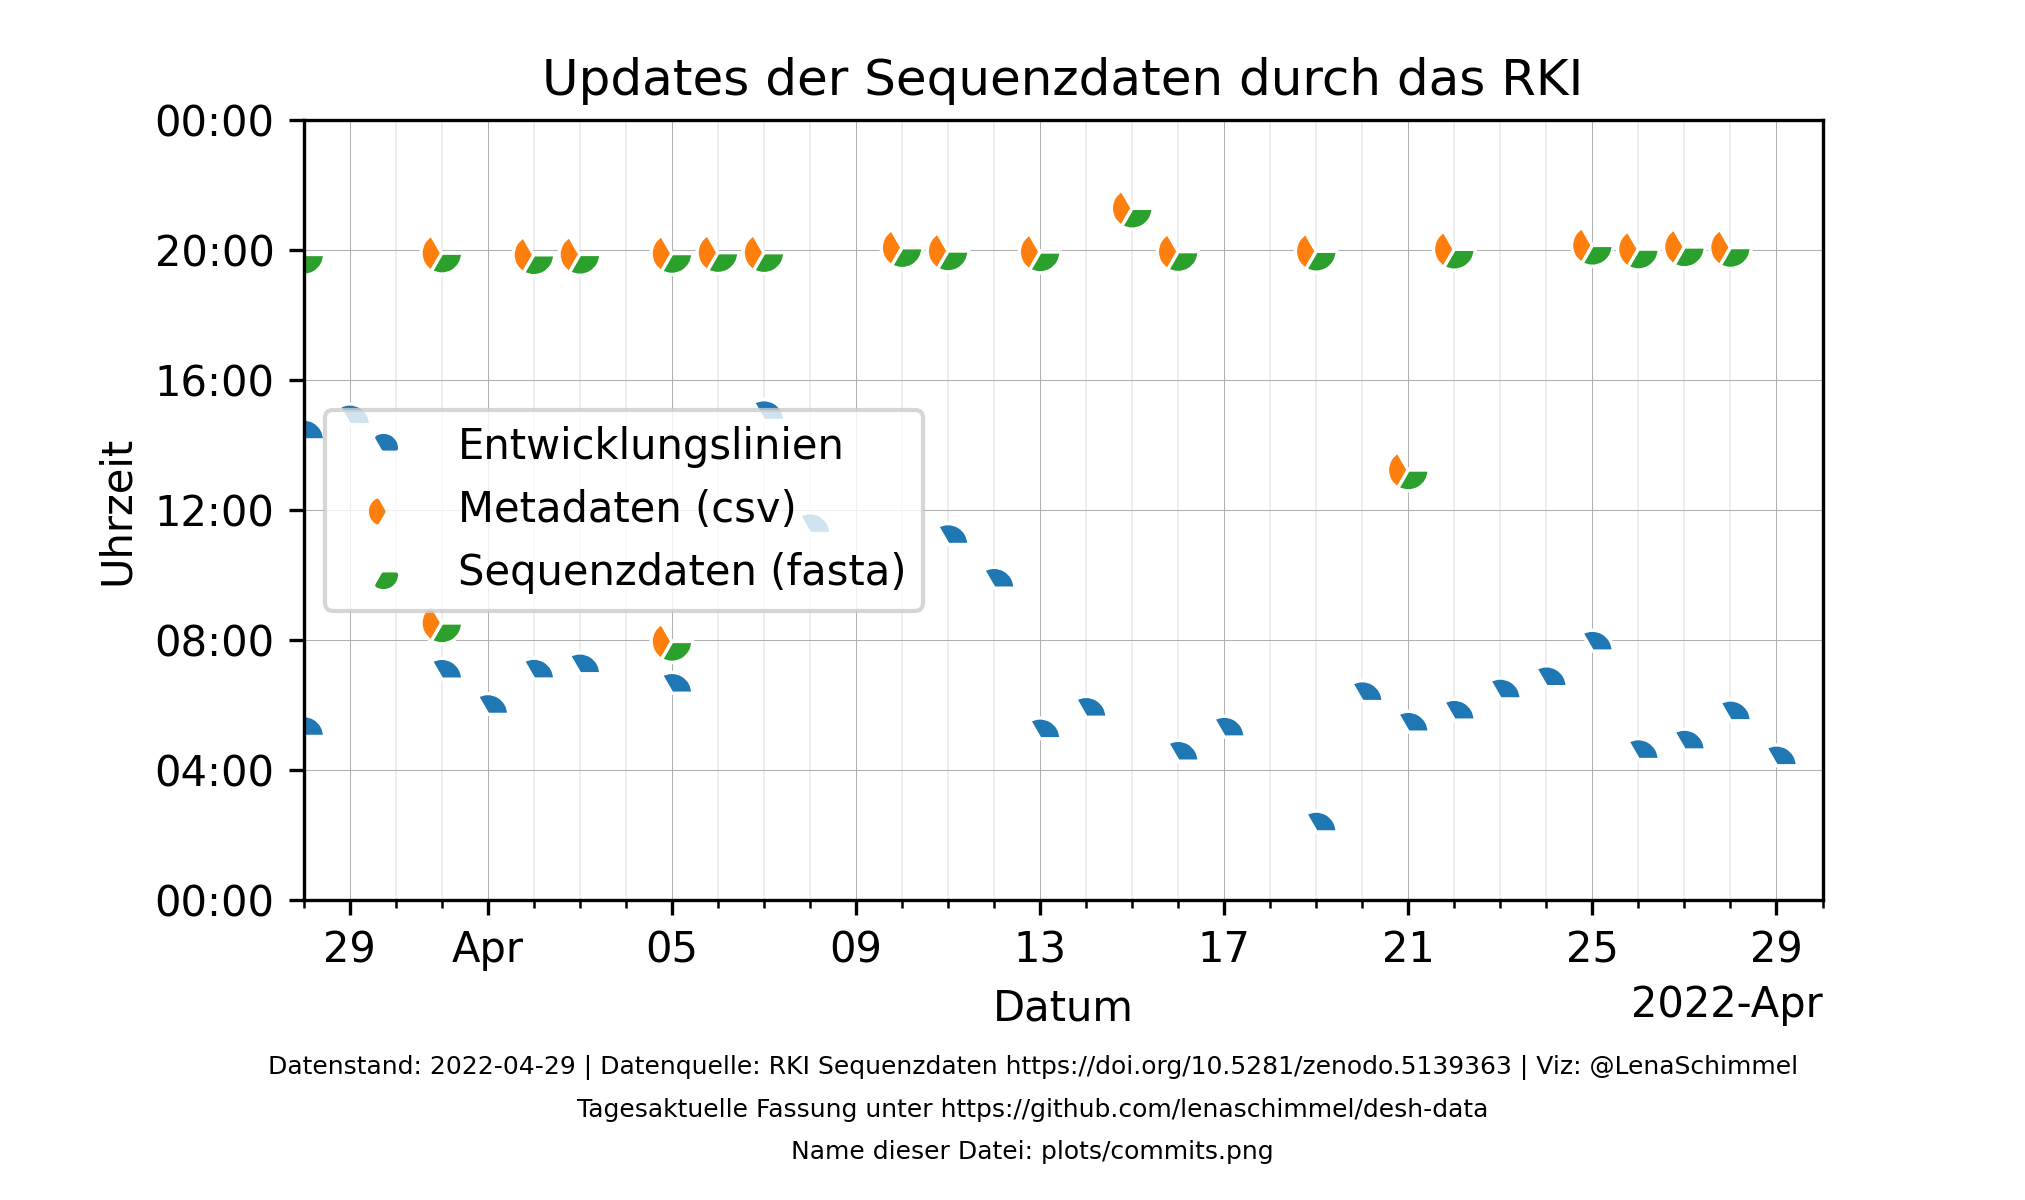 Updates der Sequenzdaten durch das RKI
00:00
20:00
16:00
12:00
08:00
04:00
00:00
Uhrzeit
Entwicklungslinien
Metadaten (csv)
Sequenzdaten (fasta)
29 Apr 05 09 13 17 21 25 29
Datum
2022-Apr
Datenstand: 2022-04-29 | Datenquelle: RKI Sequenzdaten https://doi.org/10.5281/zenodo.5139363 | Viz: @LenaSchimmel
Tagesaktuelle Fassung unter https://github.com/lenaschimmel/desh-data
Name dieser Datei: plots/commits.png